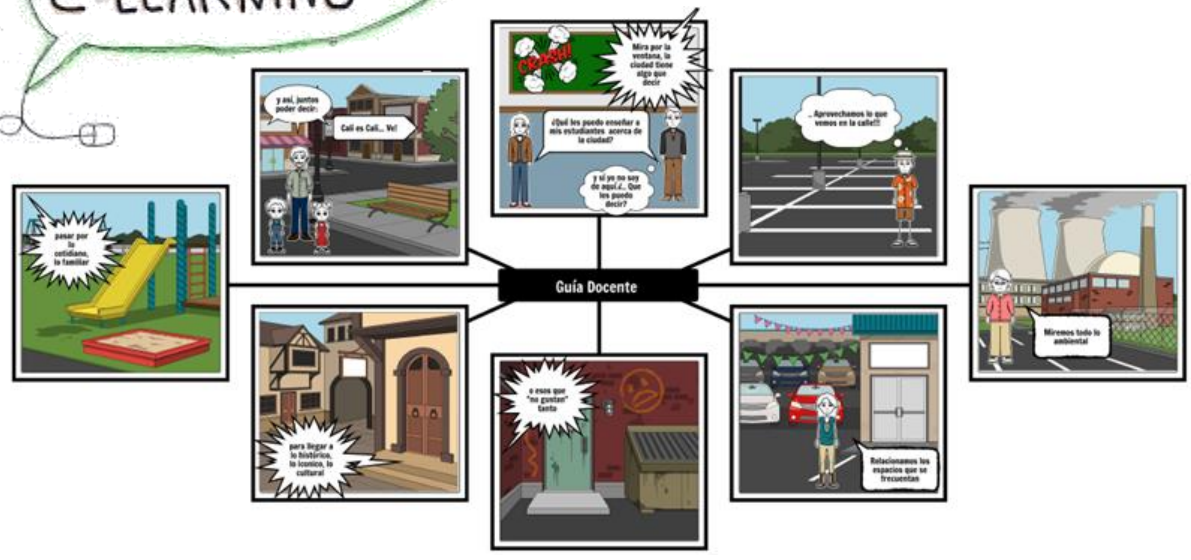 E-LEARNING
CRASH!
Mira por la
ventana, la
ciudad tiene
algo que
decir
¿Qué les puedo enseñar a
mis estudiantes acerca de
la ciudad?
y si yo no soy
de aquí.¿.. Que
les puedo
decir?
.. Aprovechamos lo que
vemos en la calle!!!
Miremos todo lo
ambiental
Relacionamos los
espacios que se
frecuentan
o esos que
"no gustan"
tanto
para llegar a
lo histórico,
lo iconico, lo
cultural
pasar por
lo
cotidiano,
lo familiar
y así, juntos
poder decir:
Cali es Cali... Ve!
Guía Docente